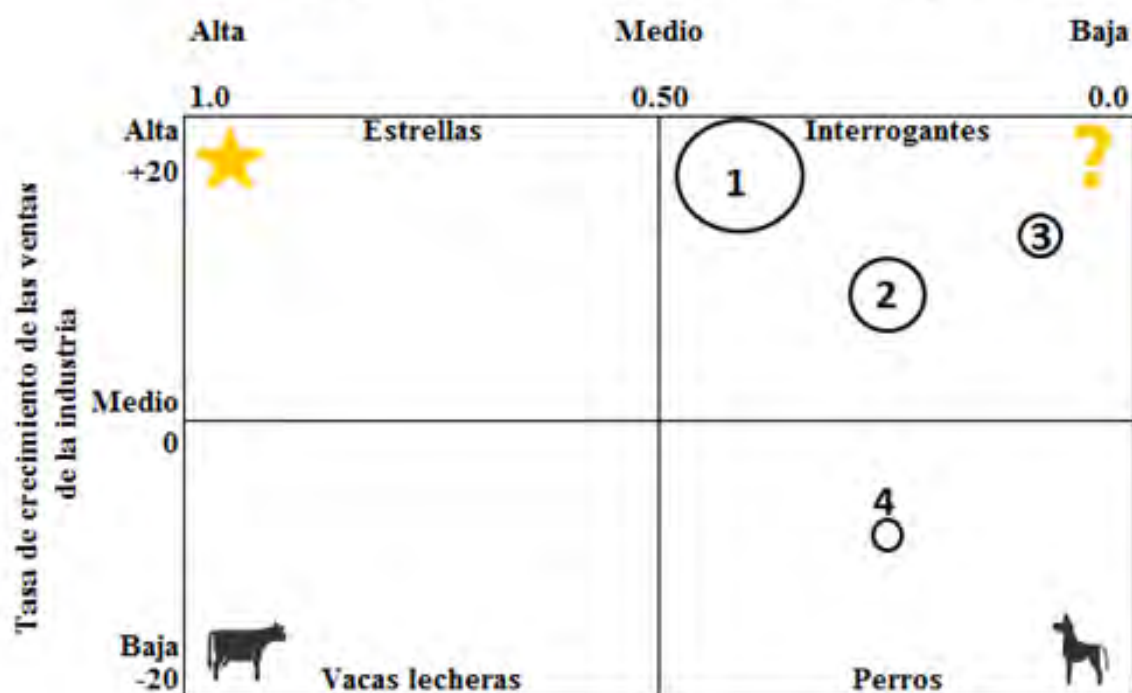 Alta Medio Baja
1.0 0.50 0.0
Alta Estrellas Interrogantes
+20 ?
1
3
2
Tasa de crecimiento de las ventas
de la industria
Medio
0
4
Baja
-20 Vacas lecheras Perros